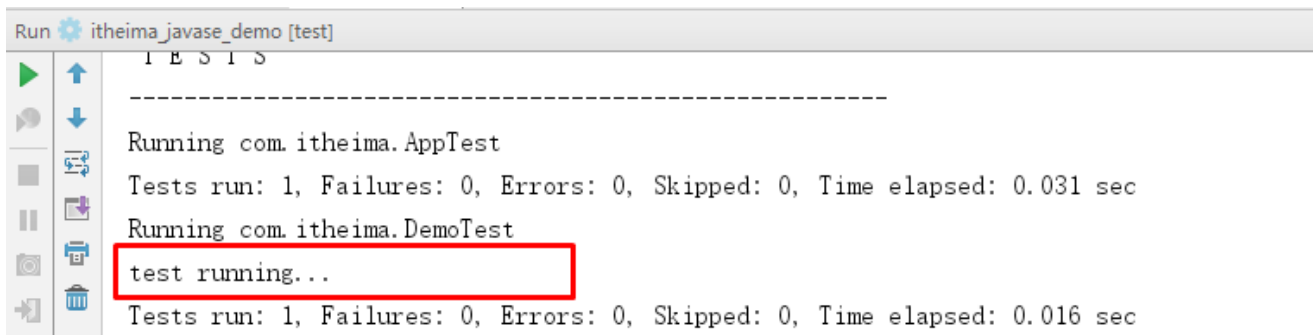 Run itheima_javase_demo [test]
T E S T S
-------------------------------------------------------
Running com.itheima.AppTest
Tests run: 1, Failures: 0, Errors: 0, Skipped: 0, Time elapsed: 0.031 sec
Running com.itheima.DemoTest
test running...
Tests run: 1, Failures: 0, Errors: 0, Skipped: 0, Time elapsed: 0.016 sec